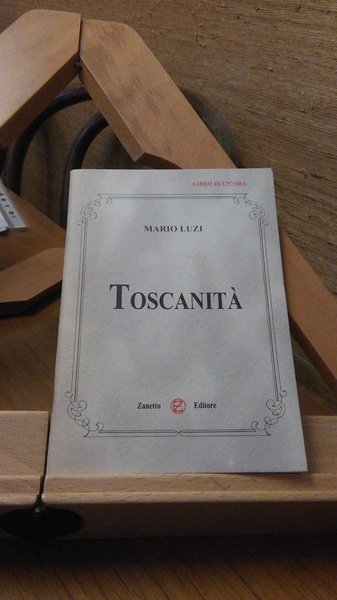 LIBRO DI UN'ORA
MARIO LUZI
TOSCANITÀ
Zanetto Editore